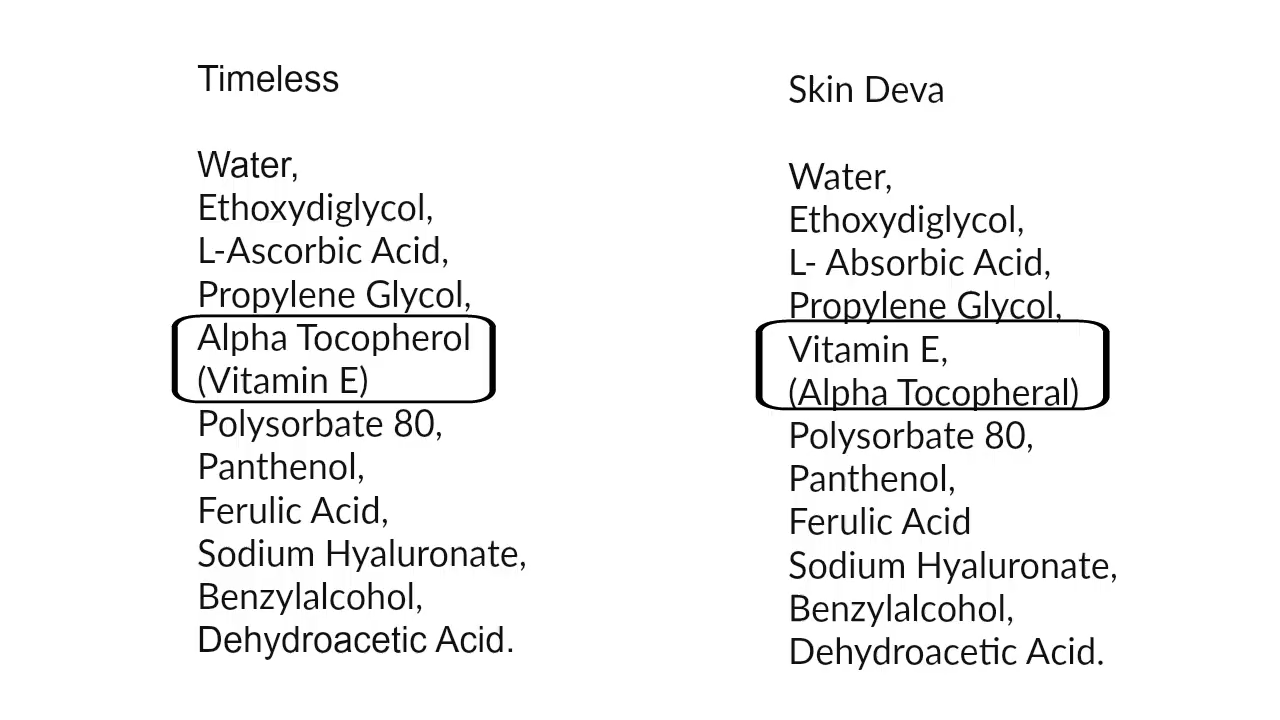 Timeless
Water,
Ethoxydiglycol,
L-Ascorbic Acid,
Propylene Glycol,
Alpha Tocopherol
(Vitamin E)
Polysorbate 80,
Panthenol,
Ferulic Acid,
Sodium Hyaluronate,
Benzylalcohol,
Dehydroacetic Acid.
Skin Deva
Water,
Ethoxydiglycol,
L- Absorbic Acid,
Propylene Glycol,
Vitamin E,
(Alpha Tocopheral)
Polysorbate 80,
Panthenol,
Ferulic Acid
Sodium Hyaluronate,
Benzylalcohol,
Dehydroacetic Acid.